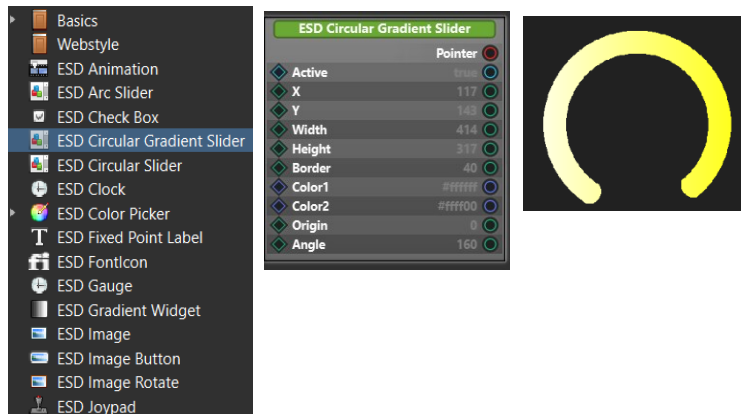 Basics
Webstyle
ESD Animation
ESD Arc Slider
ESD Check Box
ESD Circular Gradient Slider
ESD Circular Slider
ESD Clock
ESD Color Picker
ESD Fixed Point Label
ESD FontIcon
ESD Gauge
ESD Gradient Widget
ESD Image
ESD Image Button
ESD Image Rotate
ESD Joypad
ESD Circular Gradient Slider
Pointer
Active true
X 117
Y 143
Width 414
Height 317
Border 40
Color1 #ffffff
Color2 #ffff00
Origin 0
Angle 160